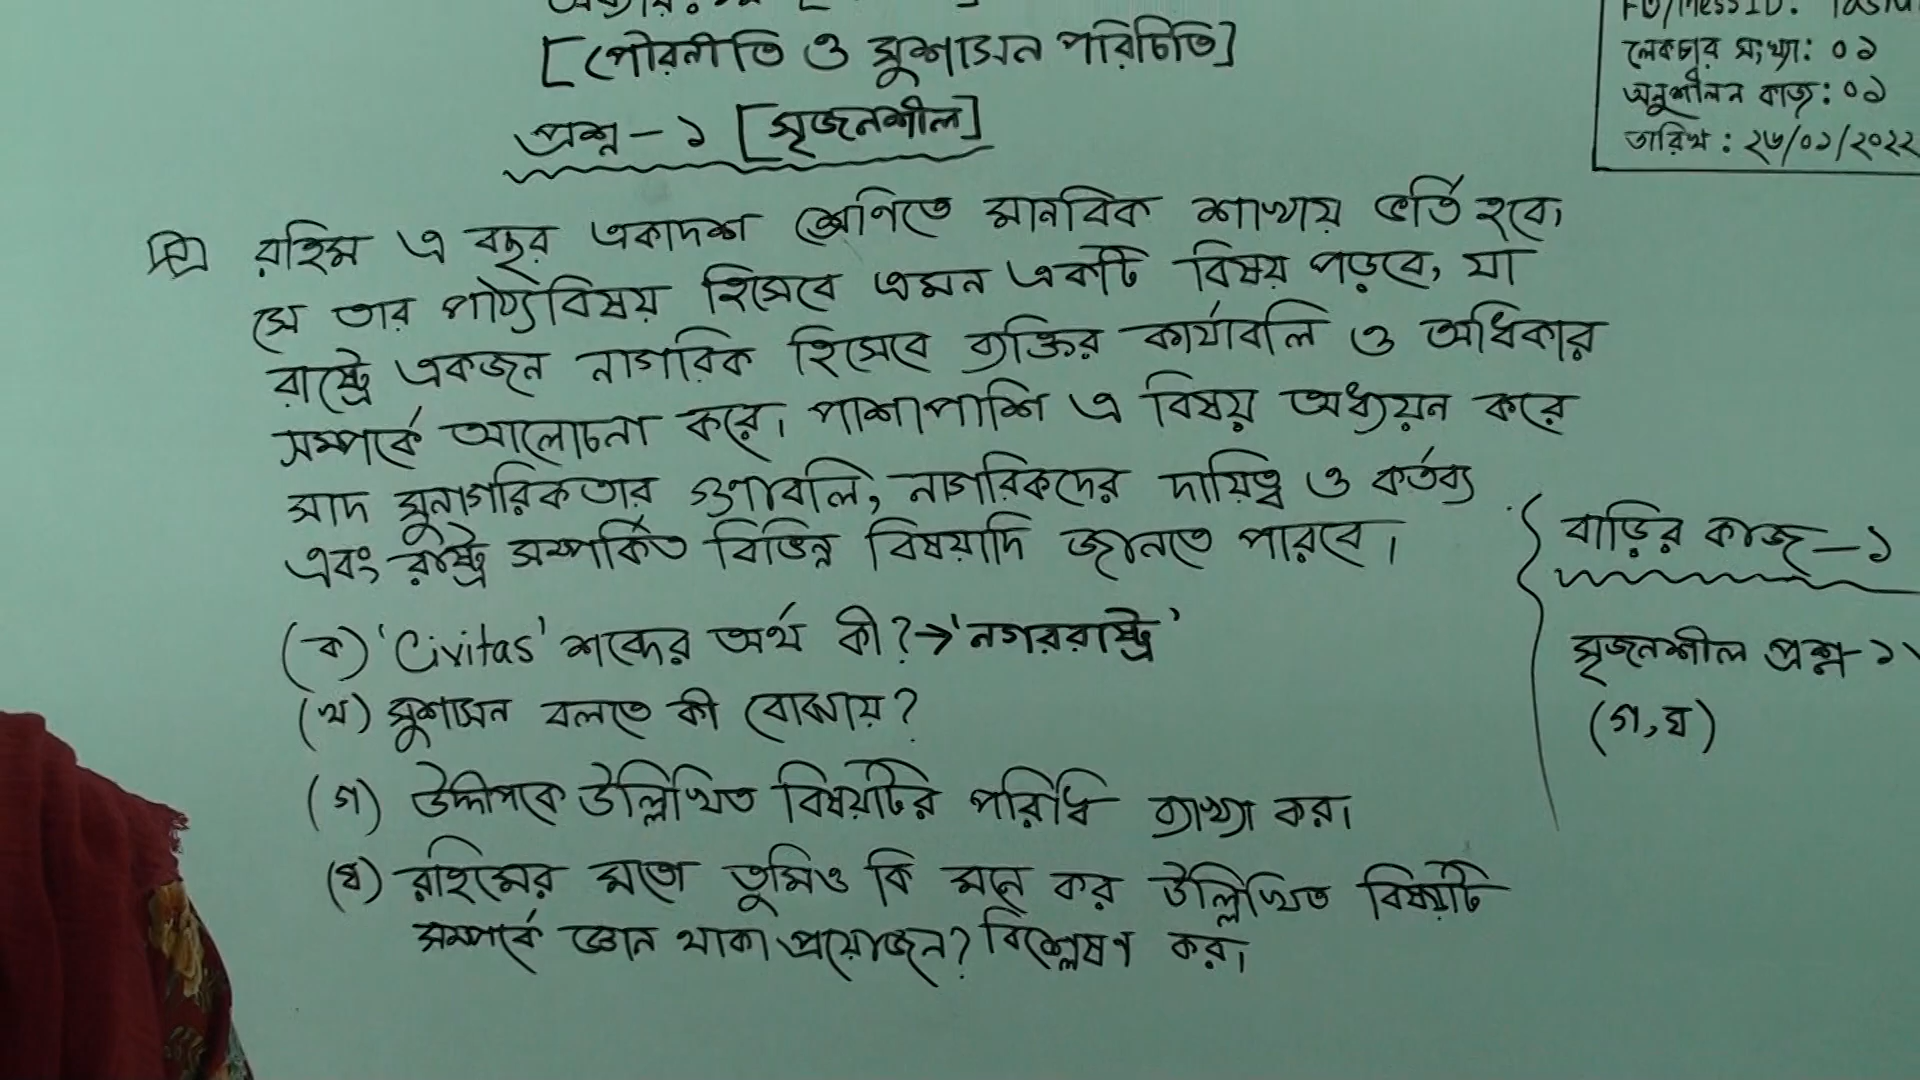 [পৌরনীতি ও সুশাসন পরিচিতি]
প্রশ্ন-১ [সৃজনশীল]
লেকচার সংখ্যা: ০১
অনুশীলন কাজ: ০১
তারিখ: ২৬/০১/২০২২
রহিম এ বছর একাদশ শ্রেণিতে মানবিক শাখায় ভর্তি হবে।
সে তার পাঠ্যবিষয় হিসেবে এমন একটি বিষয় পড়বে, যা
রাষ্ট্রে একজন নাগরিক হিসেবে ব্যক্তির কার্যাবলি ও অধিকার
সম্পর্কে আলোচনা করে। পাশাপাশি এ বিষয় অধ্যয়ন করে
সাদ সুনাগরিকতার গুণাবলি, নাগরিকদের দায়িত্ব ও কর্তব্য
এবং রাষ্ট্র সম্পর্কিত বিভিন্ন বিষয়াদি জানতে পারবে।
(ক) 'Civitas' শব্দের অর্থ কী? → 'নগররাষ্ট্র'
(খ) সুশাসন বলতে কী বোঝায়?
(গ) উদ্দীপকে উল্লিখিত বিষয়টির পরিধি ব্যাখ্যা কর।
(ঘ) রহিমের মতো তুমিও কি মনে কর উল্লিখিত বিষয়টি
সম্পর্কে জ্ঞান থাকা প্রয়োজন? বিশ্লেষণ কর।
বাড়ির কাজ-১
সৃজনশীল প্রশ্ন-১
(গ, ঘ)